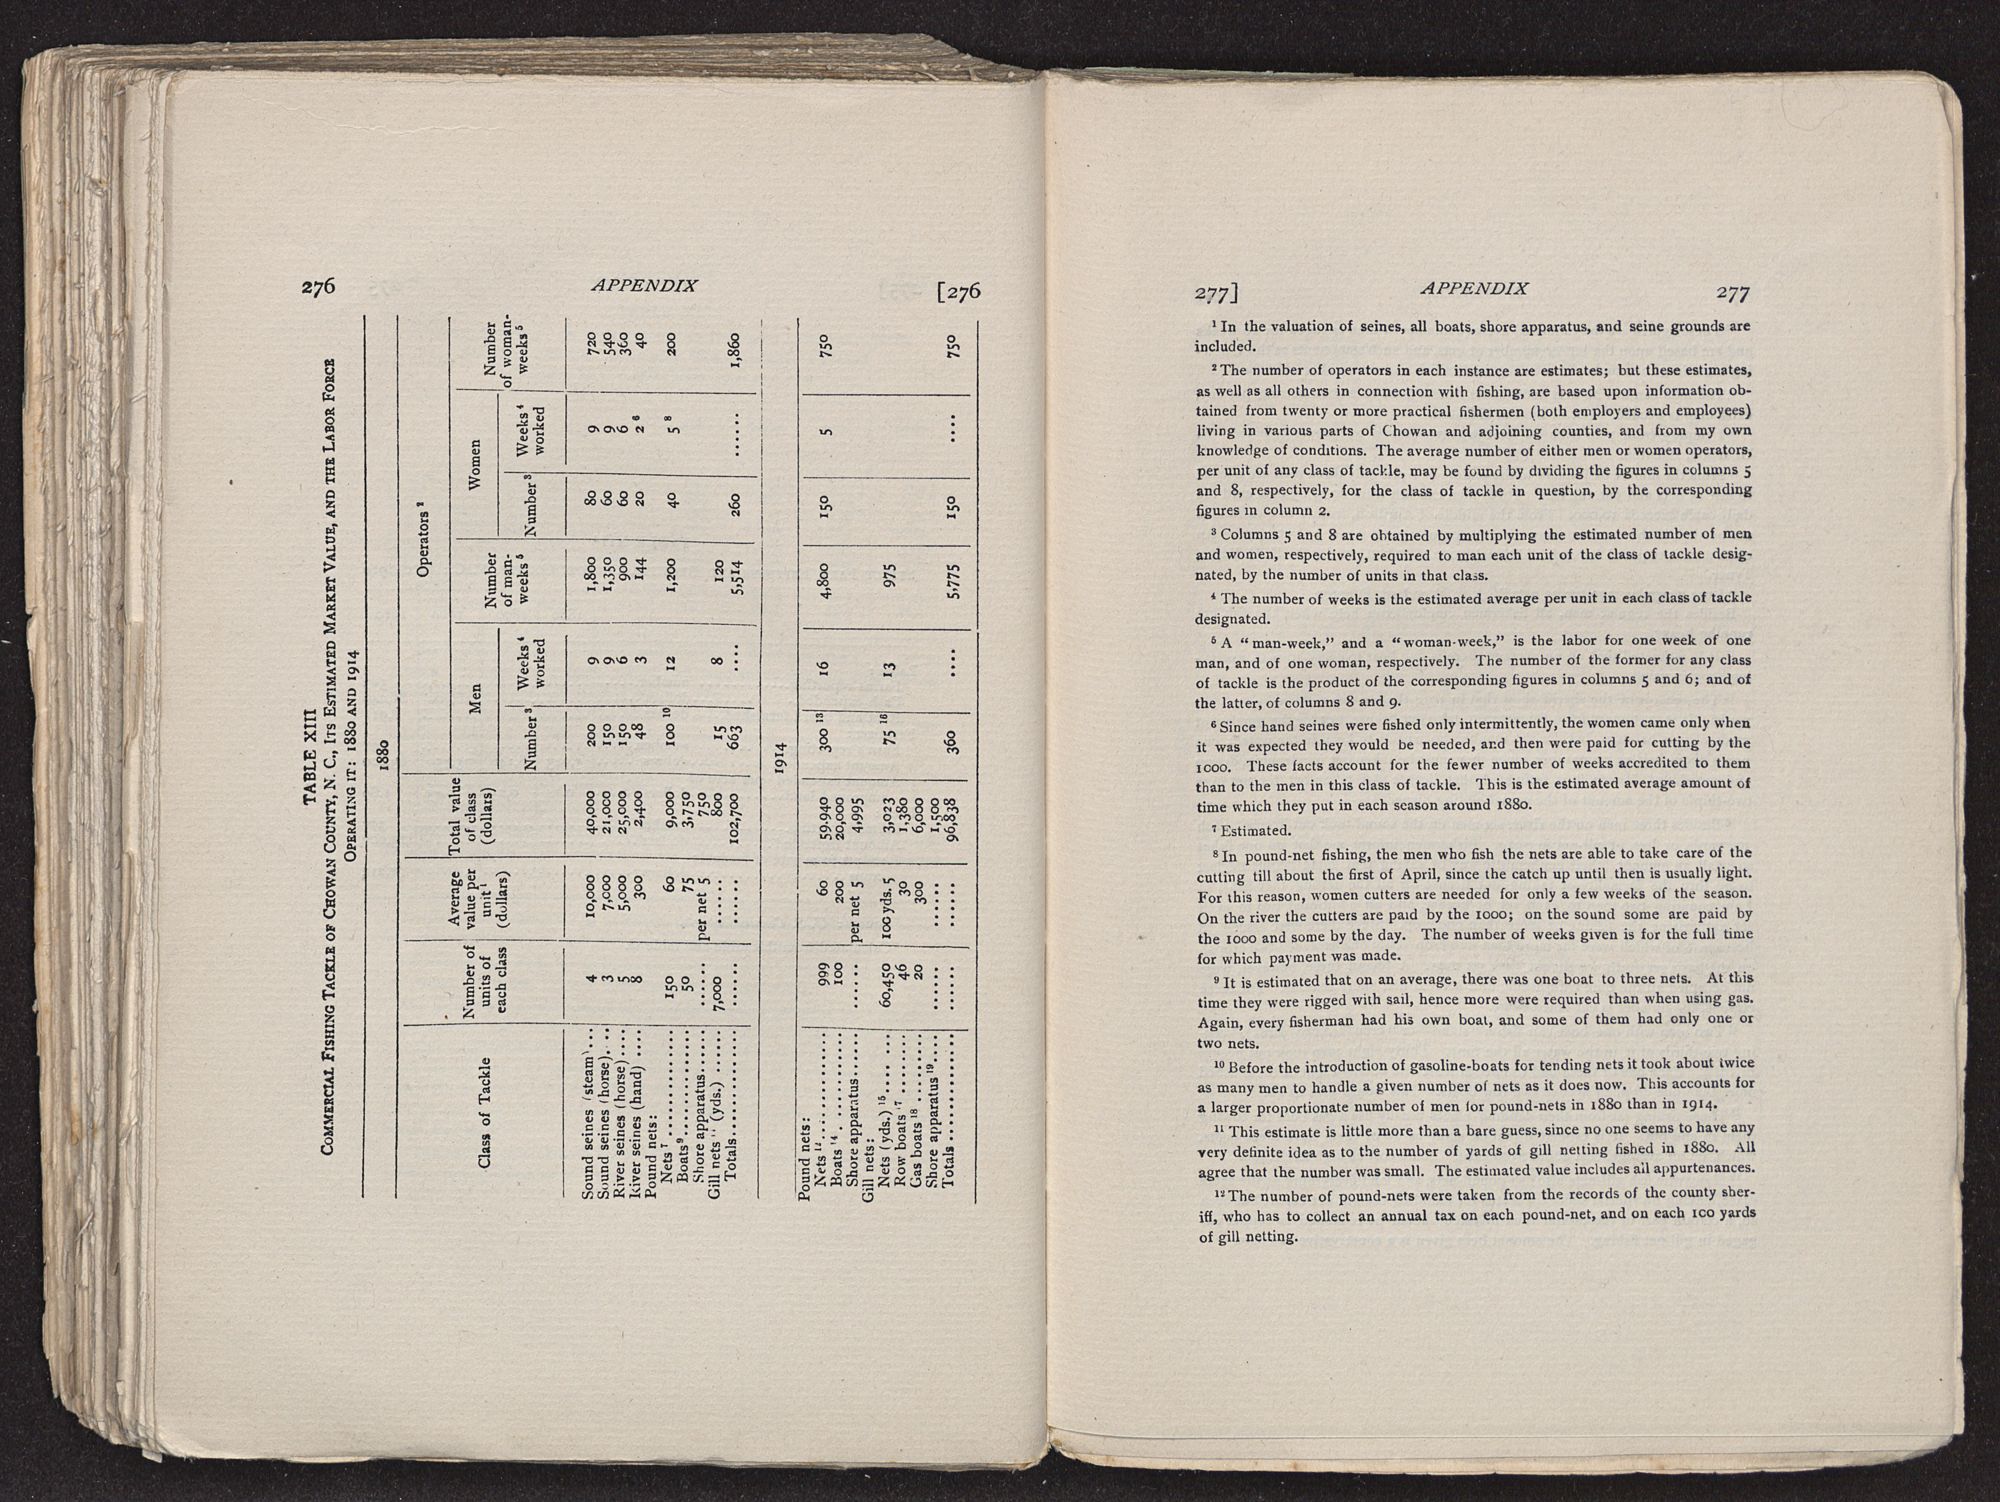 276 APPENDIX [276
TABLE XIII
COMMERCIAL FISHING TACKLE OF CHOWAN COUNTY, N. C., ITS ESTIMATED MARKET VALUE, AND THE LABOR FORCE
OPERATING IT: 1880 AND 1914
1880
Class of Tackle | Number of units of each class | Average value per unit ¹ (dollars) | Total value of class (dollars) | Operators ²
Men | Women
Number ³ | Weeks ⁴ worked | Number of man-weeks ⁵ | Number ³ | Weeks ⁴ worked | Number of woman-weeks ⁵
Sound seines (steam) ... 4 10,000 40,000 200 9 1,800 80 9 720
Sound seines (horse) ... 3 7,000 21,000 150 9 1,350 60 9 540
River seines (horse) .... 5 5,000 25,000 150 6 900 60 6 360
River seines (hand) .... 8 300 2,400 48 3 144 20 2 ⁶ 40
Pound nets:
Nets ⁷ ............... 150 60 9,000 100 ¹⁰ 12 1,200 40 5 ⁸ 200
Boats ⁹ ............... 50 75 3,750
Shore apparatus...... ...... per net 5 750
Gill nets ¹¹ (yds.) ...... 7,000 ...... 800 15 8 120
Totals............... ...... ...... 102,700 663 .... 5,514 260 ...... 1,860
1914
Pound nets:
Nets ¹² ............... 999 60 59,940 300 ¹³ 16 4,800 150 5 750
Boats ¹⁴ ............. 100 200 20,000
Shore apparatus...... ...... per net 5 4,995
Gill nets:
Nets (yds.) ¹⁵ ..... ... 60,450 100 yds. 5 3,023 75 ¹⁶ 13 975
Row boats ¹⁷ ......... 46 30 1,380
Gas boats ¹⁸ .......... 20 300 6,000
Shore apparatus ¹⁹ .... ...... ...... 1,500
Totals ............... ...... ...... 96,838 360 .... 5,775 150 .... 750
277] APPENDIX 277
¹ In the valuation of seines, all boats, shore apparatus, and seine grounds are
included.
² The number of operators in each instance are estimates; but these estimates,
as well as all others in connection with fishing, are based upon information ob-
tained from twenty or more practical fishermen (both employers and employees)
living in various parts of Chowan and adjoining counties, and from my own
knowledge of conditions. The average number of either men or women operators,
per unit of any class of tackle, may be found by dividing the figures in columns 5
and 8, respectively, for the class of tackle in question, by the corresponding
figures in column 2.
³ Columns 5 and 8 are obtained by multiplying the estimated number of men
and women, respectively, required to man each unit of the class of tackle desig-
nated, by the number of units in that class.
⁴ The number of weeks is the estimated average per unit in each class of tackle
designated.
⁵ A "man-week," and a "woman-week," is the labor for one week of one
man, and of one woman, respectively. The number of the former for any class
of tackle is the product of the corresponding figures in columns 5 and 6; and of
the latter, of columns 8 and 9.
⁶ Since hand seines were fished only intermittently, the women came only when
it was expected they would be needed, and then were paid for cutting by the
1000. These facts account for the fewer number of weeks accredited to them
than to the men in this class of tackle. This is the estimated average amount of
time which they put in each season around 1880.
⁷ Estimated.
⁸ In pound-net fishing, the men who fish the nets are able to take care of the
cutting till about the first of April, since the catch up until then is usually light.
For this reason, women cutters are needed for only a few weeks of the season.
On the river the cutters are paid by the 1000; on the sound some are paid by
the 1000 and some by the day. The number of weeks given is for the full time
for which payment was made.
⁹ It is estimated that on an average, there was one boat to three nets. At this
time they were rigged with sail, hence more were required than when using gas.
Again, every fisherman had his own boat, and some of them had only one or
two nets.
¹⁰ Before the introduction of gasoline-boats for tending nets it took about twice
as many men to handle a given number of nets as it does now. This accounts for
a larger proportionate number of men for pound-nets in 1880 than in 1914.
¹¹ This estimate is little more than a bare guess, since no one seems to have any
very definite idea as to the number of yards of gill netting fished in 1880. All
agree that the number was small. The estimated value includes all appurtenances.
¹² The number of pound-nets were taken from the records of the county sher-
iff, who has to collect an annual tax on each pound-net, and on each 100 yards
of gill netting.